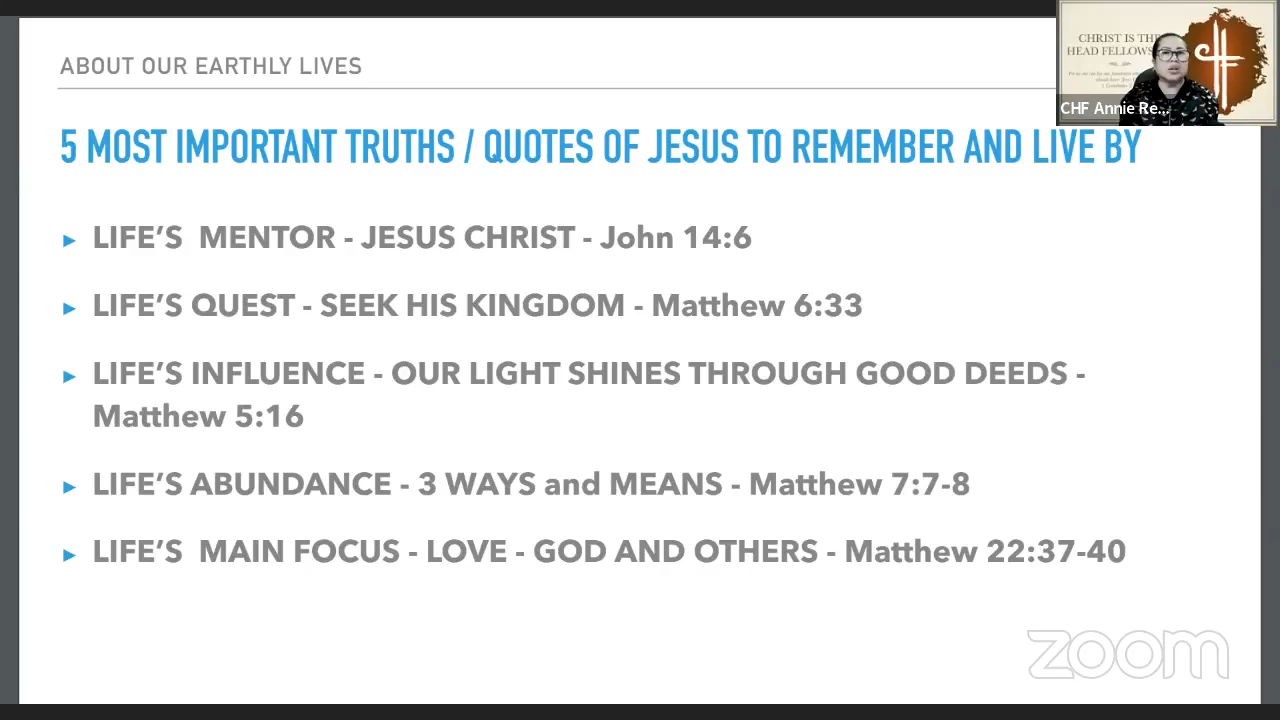 ABOUT OUR EARTHLY LIVES
CHRIST IS THE
HEAD FELLOWS
CHF Annie Re...
5 MOST IMPORTANT TRUTHS / QUOTES OF JESUS TO REMEMBER AND LIVE BY
▸ LIFE’S MENTOR - JESUS CHRIST - John 14:6
▸ LIFE’S QUEST - SEEK HIS KINGDOM - Matthew 6:33
▸ LIFE’S INFLUENCE - OUR LIGHT SHINES THROUGH GOOD DEEDS -
Matthew 5:16
▸ LIFE’S ABUNDANCE - 3 WAYS and MEANS - Matthew 7:7-8
▸ LIFE’S MAIN FOCUS - LOVE - GOD AND OTHERS - Matthew 22:37-40
zoom